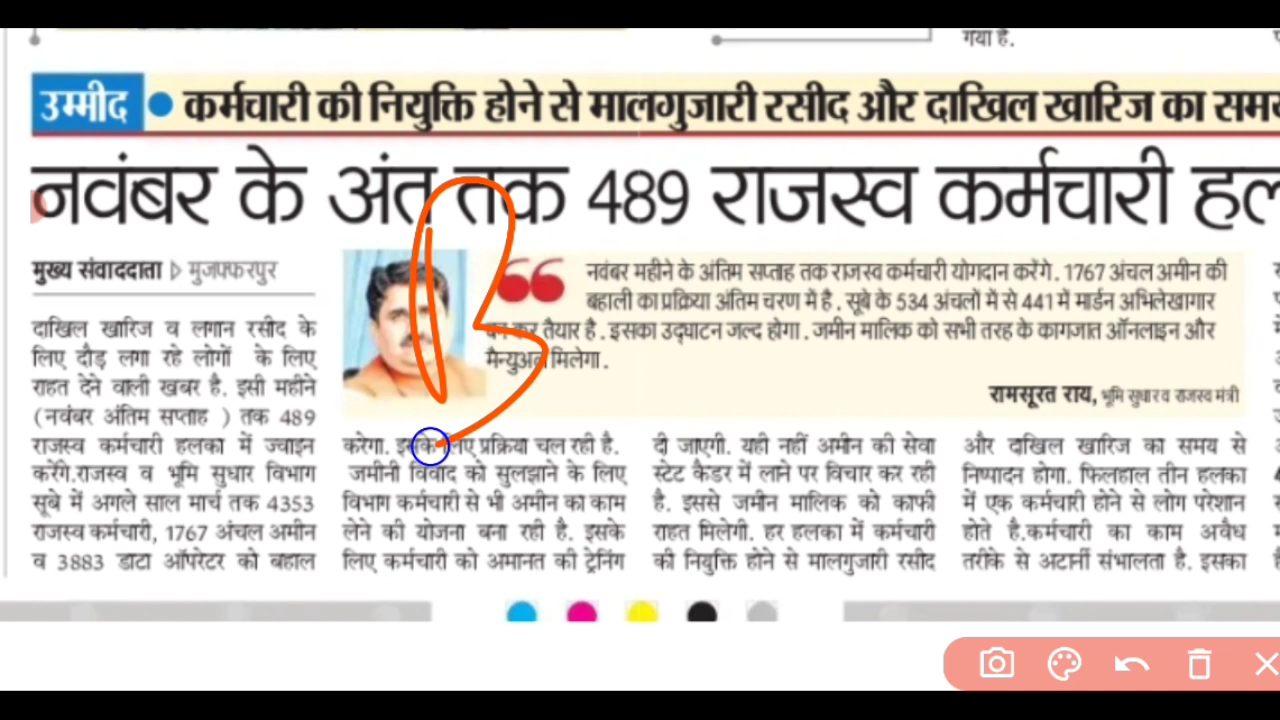 गया है.
उम्मीद
कर्मचारी की नियुक्ति होने से मालगुजारी रसीद और दाखिल खारिज का
नवंबर के अंत तक 489 राजस्व कर्मचारी
मुख्य संवाददाता ▷ मुजफ्फरपुर
दाखिल खारिज व लगान रसीद के
लिए दौड़ लगा रहे लोगों के लिए
राहत देने वाली खबर है. इसी महीने
(नवंबर अंतिम सप्ताह ) तक 489
राजस्व कर्मचारी हलका में ज्वाइन
करेंगे.राजस्व व भूमि सुधार विभाग
सूबे में अगले साल मार्च तक 4353
राजस्व कर्मचारी, 1767 अंचल अमीन
व 3883 डाटा ऑपरेटर को बहाल
नवंबर महीने के अंतिम सप्ताह तक राजस्व कर्मचारी योगदान करेंगे. 1767 अंचल अमीन की
बहाली का प्रक्रिया अंतिम चरण में है. सूबे के 534 अंचलों में से 441 में मार्डन अभिलेखागार
कर तैयार है. इसका उद्घाटन जल्द होगा. जमीन मालिक को सभी तरह के कागजात ऑनलाइन और
मैन्युअल मिलेगा.
रामसूरत राय, भूमि सुधार व राजस्व मंत्री
करेगा. इसके लिए प्रक्रिया चल रही है.
जमीनी विवाद को सुलझाने के लिए
विभाग कर्मचारी से भी अमीन का काम
लेने की योजना बना रही है. इसके
लिए कर्मचारी को अमानत की ट्रेनिंग
दी जाएगी. यही नहीं अमीन की सेवा
स्टेट कैडर में लाने पर विचार कर रही
है. इससे जमीन मालिक को काफी
राहत मिलेगी. हर हलका में कर्मचारी
की नियुक्ति होने से मालगुजारी रसीद
और दाखिल खारिज का समय से
निष्पादन होगा. फिलहाल तीन हलका
में एक कर्मचारी होने से लोग परेशान
होते है.कर्मचारी का काम अवैध
तरीके से अटार्नी संभालता है. इसका